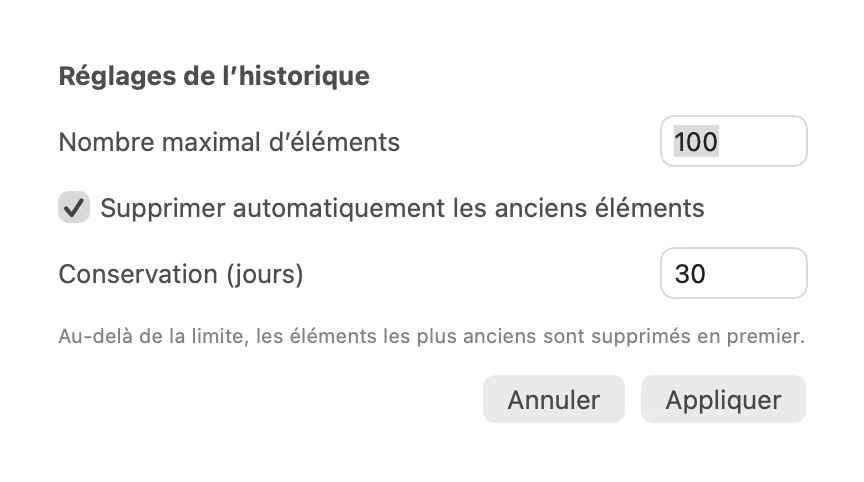 Réglages de l’historique
Nombre maximal d’éléments 100
Supprimer automatiquement les anciens éléments
Conservation (jours) 30
Au-delà de la limite, les éléments les plus anciens sont supprimés en premier.
Annuler Appliquer